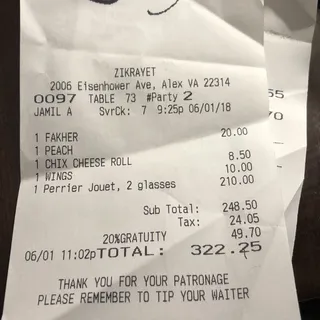 ZIKRAYET
2006 Eisenhower Ave, Alex VA 22314
0097 TABLE 73 #Party 2
JAMIL A SvrCk: 7 9:25p 06/01/18
1 FAKHER 20.00
1 PEACH
1 CHIX CHEESE ROLL 8.50
1 WINGS 10.00
1 Perrier Jouet, 2 glasses 210.00
Sub Total: 248.50
Tax: 24.05
20%GRATUITY 49.70
06/01 11:02pTOTAL: 322.25
THANK YOU FOR YOUR PATRONAGE
PLEASE REMEMBER TO TIP YOUR WAITER